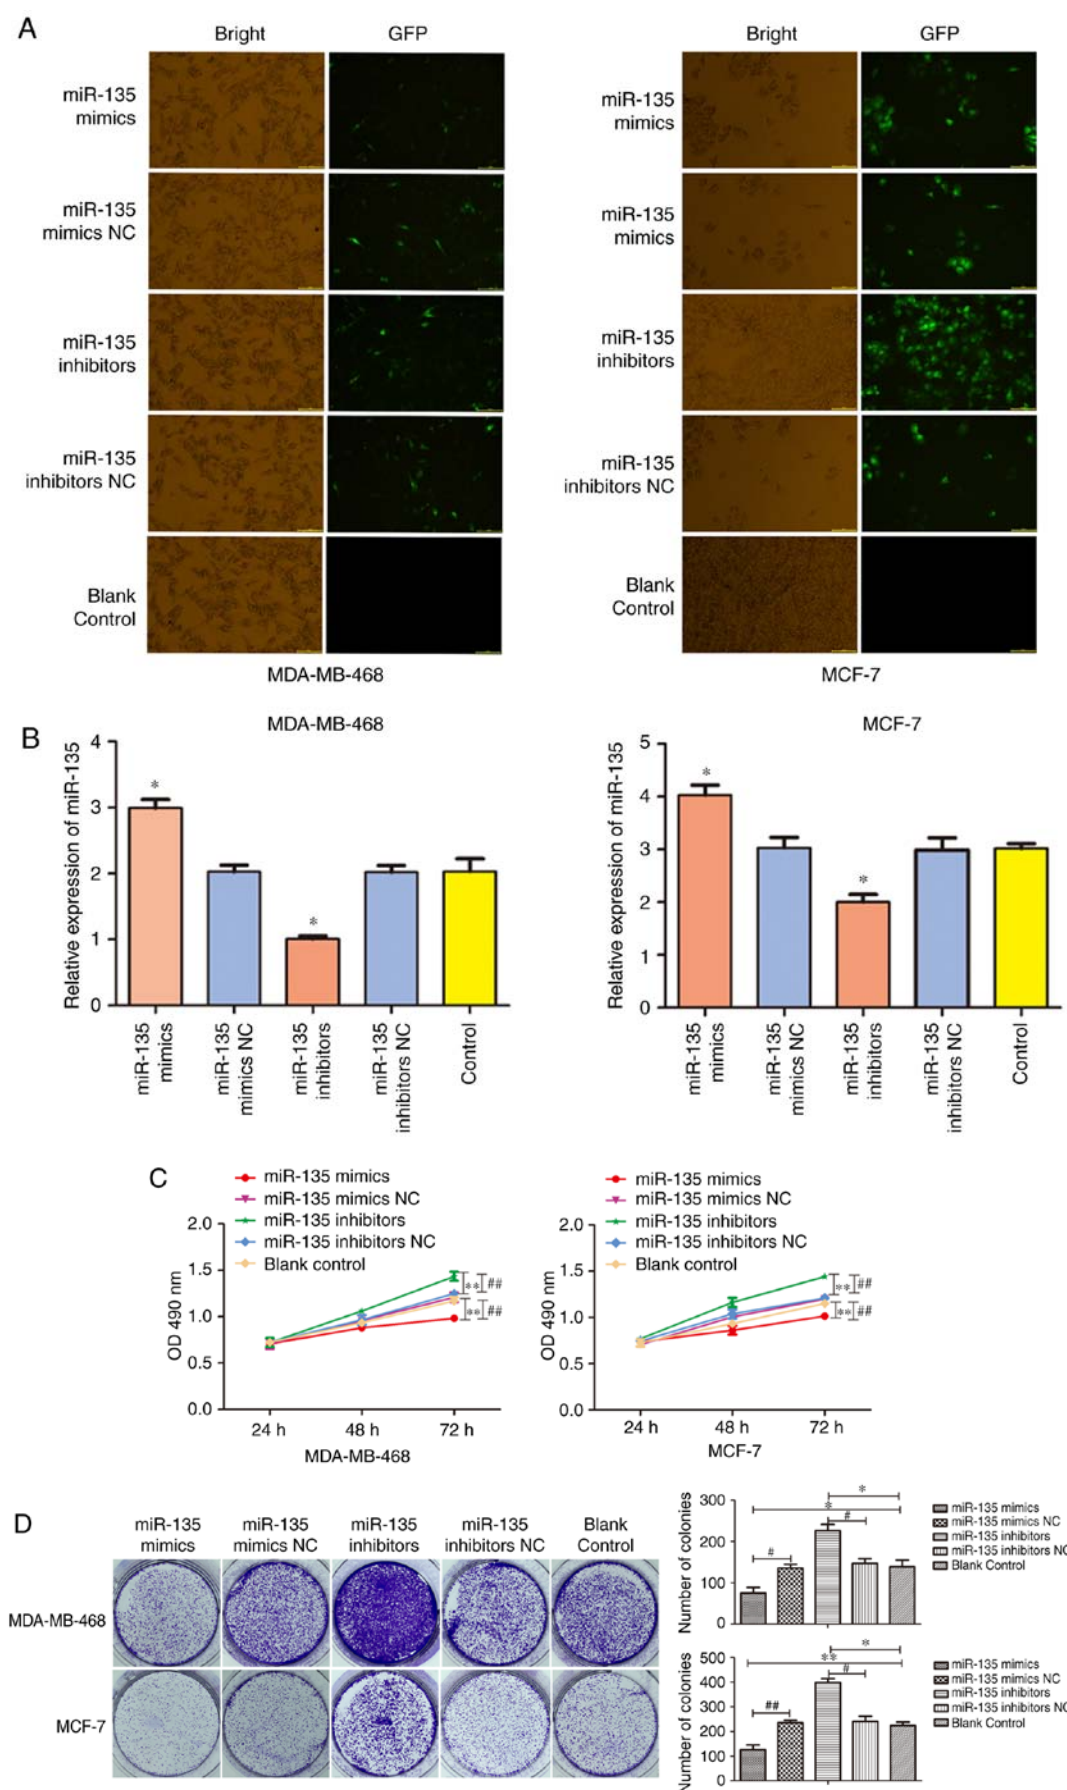 A
Bright
GFP
Bright
GFP
miR-135
mimics
miR-135
mimics NC
miR-135
inhibitors
miR-135
inhibitors NC
Blank
Control
MDA-MB-468
miR-135
mimics
miR-135
mimics
miR-135
inhibitors
miR-135
inhibitors NC
Blank
Control
MCF-7
B
MDA-MB-468
Relative expression of miR-135
4
3
2
1
0
*
*
miR-135
mimics
miR-135
mimics NC
miR-135
inhibitors
miR-135
inhibitors NC
Control
MCF-7
Relative expression of miR-135
5
4
3
2
1
0
*
*
miR-135
mimics
miR-135
mimics NC
miR-135
inhibitors
miR-135
inhibitors NC
Control
C
miR-135 mimics
miR-135 mimics NC
miR-135 inhibitors
miR-135 inhibitors NC
Blank control
OD 490 nm
2.0
1.5
1.0
0.5
0.0
** ##
** ##
24 h
48 h
72 h
MDA-MB-468
miR-135 mimics
miR-135 mimics NC
miR-135 inhibitors
miR-135 inhibitors NC
Blank control
OD 490 nm
2.0
1.5
1.0
0.5
0.0
** ##
** ##
24 h
48 h
72 h
MCF-7
D
miR-135
mimics
miR-135
mimics NC
miR-135
inhibitors
miR-135
inhibitors NC
Blank
Control
MDA-MB-468
MCF-7
Number of colonies
300
200
100
0
*
*
#
#
miR-135 mimics
miR-135 mimics NC
miR-135 inhibitors
miR-135 inhibitors NC
Blank Control
Number of colonies
500
400
300
200
100
0
*
**
#
##
miR-135 mimics
miR-135 mimics NC
miR-135 inhibitors
miR-135 inhibitors NC
Blank Control